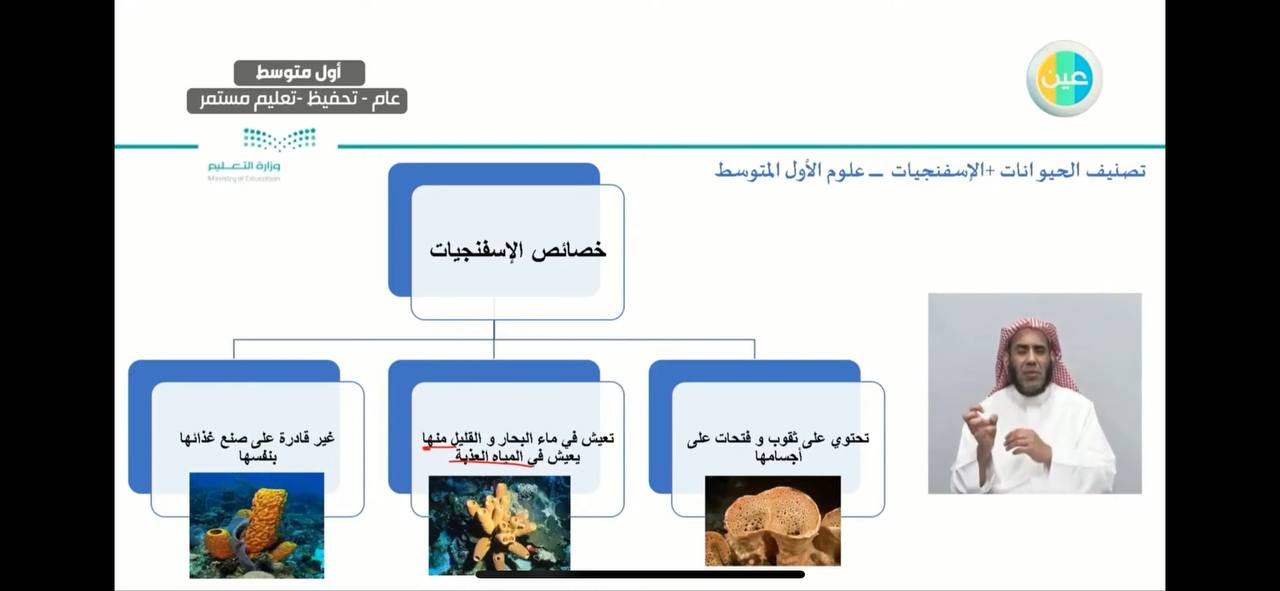 أول متوسط
عام - تحفيظ -تعليم مستمر
عين
وزارة التعـــليم
Ministry of Education
تصنيف الحيوانات +الإسفنجيات – علوم الأول المتوسط
خصائص الإسفنجيات
تحتوي على ثقوب و فتحات على
أجسامها
تعيش في ماء البحار و القليل منها
يعيش في المياه العذبة
غير قادرة على صنع غذائها
بنفسها